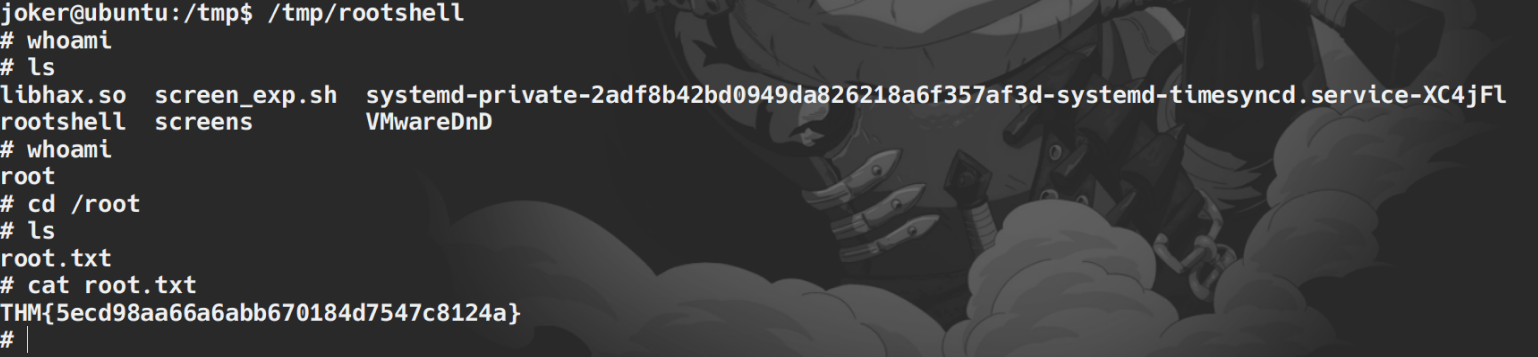 joker@ubuntu:/tmp$ /tmp/rootshell
# whoami
# ls
libhax.so  screen_exp.sh  systemd-private-2adf8b42bd0949da826218a6f357af3d-systemd-timesyncd.service-XC4jFl
rootshell  screens        VMwareDnD
# whoami
root
# cd /root
# ls
root.txt
# cat root.txt
THM{5ecd98aa66a6abb670184d7547c8124a}
#